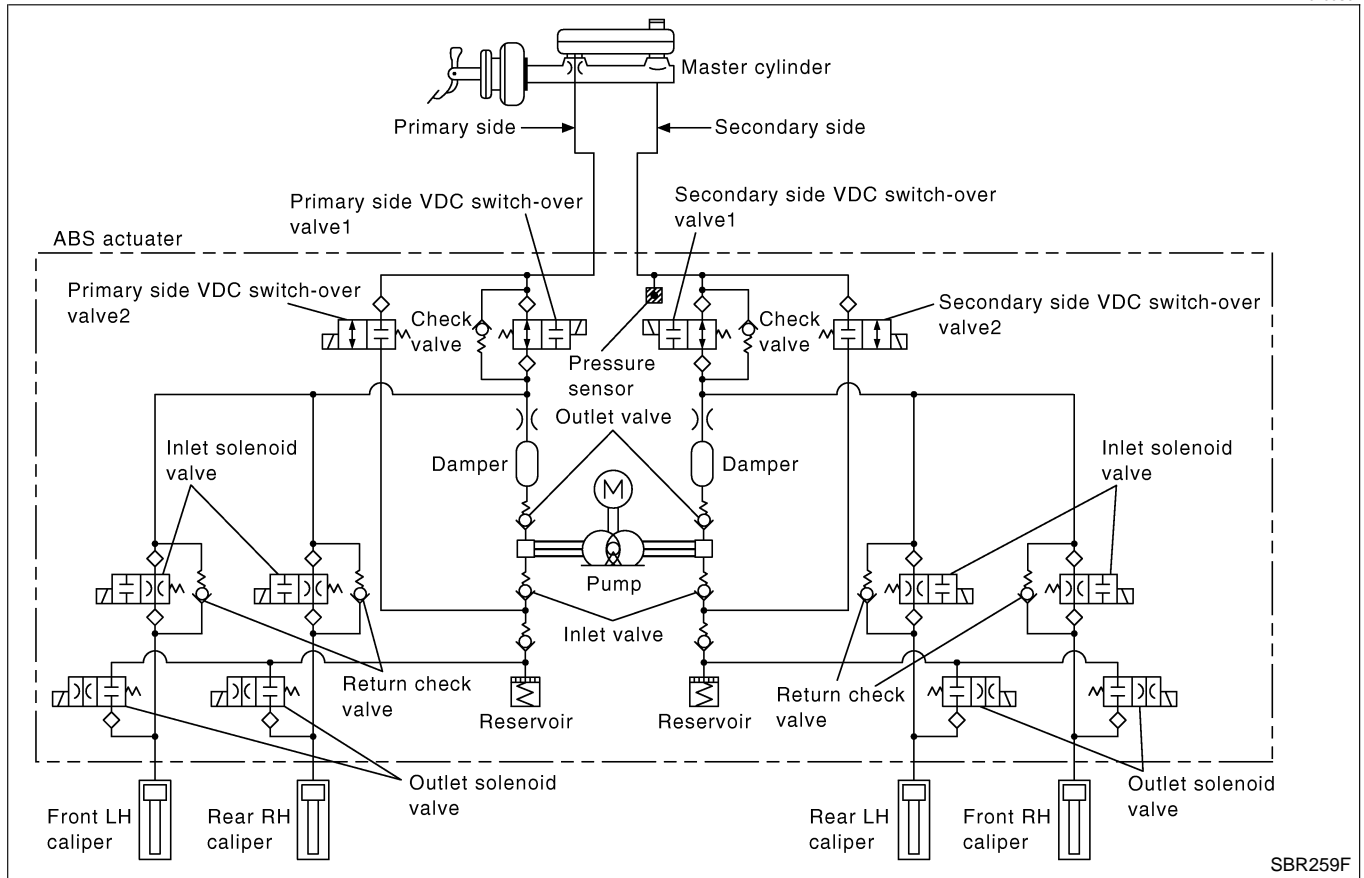 Master cylinder
Primary side
Secondary side
Primary side VDC switch-over
valve1
Secondary side VDC switch-over
valve1
ABS actuater
Primary side VDC switch-over
valve2
Check
valve
Pressure
sensor
Check
valve
Secondary side VDC switch-over
valve2
Outlet valve
Inlet solenoid
valve
Damper
M
Damper
Inlet solenoid
valve
Pump
Inlet valve
Return check
valve
Reservoir
Reservoir
Return check
valve
Outlet solenoid
valve
Outlet solenoid
valve
Front LH
caliper
Rear RH
caliper
Rear LH
caliper
Front RH
caliper
SBR259F